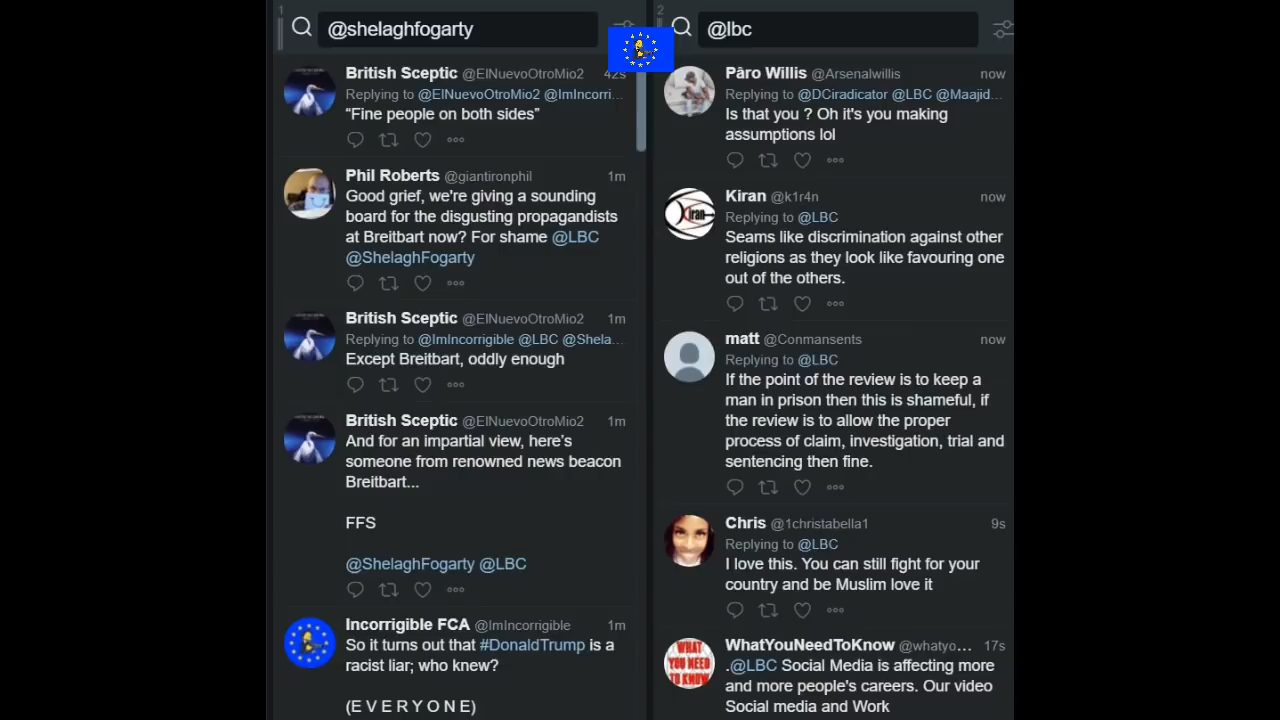 1
@shelaghfogarty
British Sceptic @ElNuevoOtroMio2 42s
Replying to @ElNuevoOtroMio2 @ImIncorri...
“Fine people on both sides”
Phil Roberts @giantironphil 1m
Good grief, we're giving a sounding
board for the disgusting propagandists
at Breitbart now? For shame @LBC
@ShelaghFogarty
British Sceptic @ElNuevoOtroMio2 1m
Replying to @ImIncorrigible @LBC @Shela...
Except Breitbart, oddly enough
British Sceptic @ElNuevoOtroMio2 1m
And for an impartial view, here’s
someone from renowned news beacon
Breitbart...
FFS
@ShelaghFogarty @LBC
Incorrigible FCA @ImIncorrigible 1m
So it turns out that #DonaldTrump is a
racist liar; who knew?
(E V E R Y O N E)
2
@lbc
Pâro Willis @Arsenalwillis now
Replying to @DCiradicator @LBC @Maajid...
Is that you ? Oh it's you making
assumptions lol
Kiran @k1r4n now
Kiran
Replying to @LBC
Seams like discrimination against other
religions as they look like favouring one
out of the others.
matt @Conmansents now
Replying to @LBC
If the point of the review is to keep a
man in prison then this is shameful, if
the review is to allow the proper
process of claim, investigation, trial and
sentencing then fine.
Chris @1christabella1 9s
Replying to @LBC
I love this. You can still fight for your
country and be Muslim love it
WhatYouNeedToKnow @whatyo... 17s
WHAT
YOU NEED
TO KNOW
.@LBC Social Media is affecting more
and more people's careers. Our video
Social media and Work